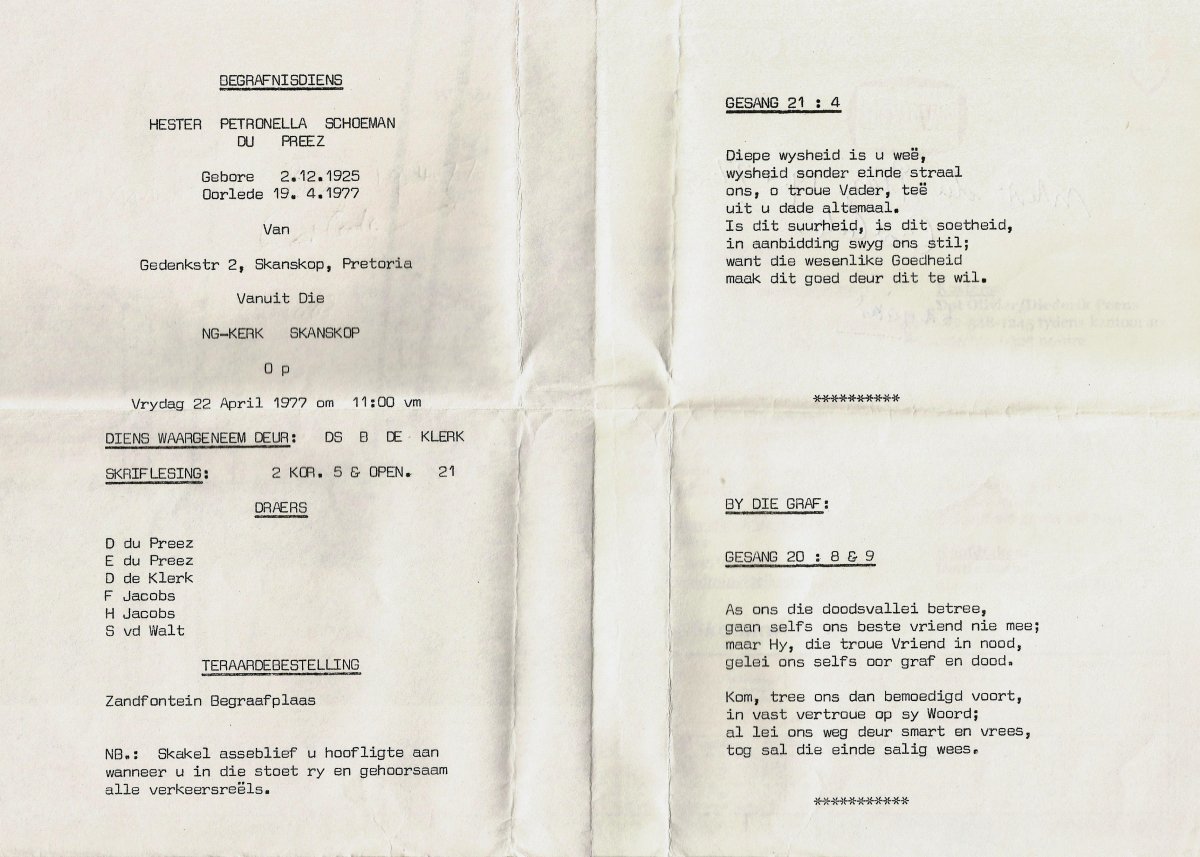 BEGRAFNISDIENS
HESTER PETRONELLA SCHOEMAN
DU PREEZ
Gebore 2.12.1925
Oorlede 19. 4.1977
Van
Gedenkstr 2, Skanskop, Pretoria
Vanuit Die
NG-KERK SKANSKOP
O p
Vrydag 22 April 1977 om 11:00 vm
DIENS WAARGENEEM DEUR: DS B DE KLERK
SKRIFLESING: 2 KOR. 5 & OPEN. 21
DRAERS
D du Preez
E du Preez
D de Klerk
F Jacobs
H Jacobs
S vd Walt
TERAARDEBESTELLING
Zandfontein Begraafplaas
NB.: Skakel asseblief u hoofligte aan
wanneer u in die stoet ry en gehoorsaam
alle verkeersreëls.
GESANG 21 : 4
Diepe wysheid is u weë,
wysheid sonder einde straal
ons, o troue Vader, teë
uit u dade altemaal.
Is dit suurheid, is dit soetheid,
in aanbidding swyg ons stil;
want die wesenlike Goedheid
maak dit goed deur dit te wil.
**********
BY DIE GRAF:
GESANG 20 : 8 & 9
As ons die doodsvallei betree,
gaan selfs ons beste vriend nie mee;
maar Hy, die troue Vriend in nood,
gelei ons selfs oor graf en dood.
Kom, tree ons dan bemoedigd voort,
in vast vertroue op sy Woord;
al lei ons weg deur smart en vrees,
tog sal die einde salig wees.
***********